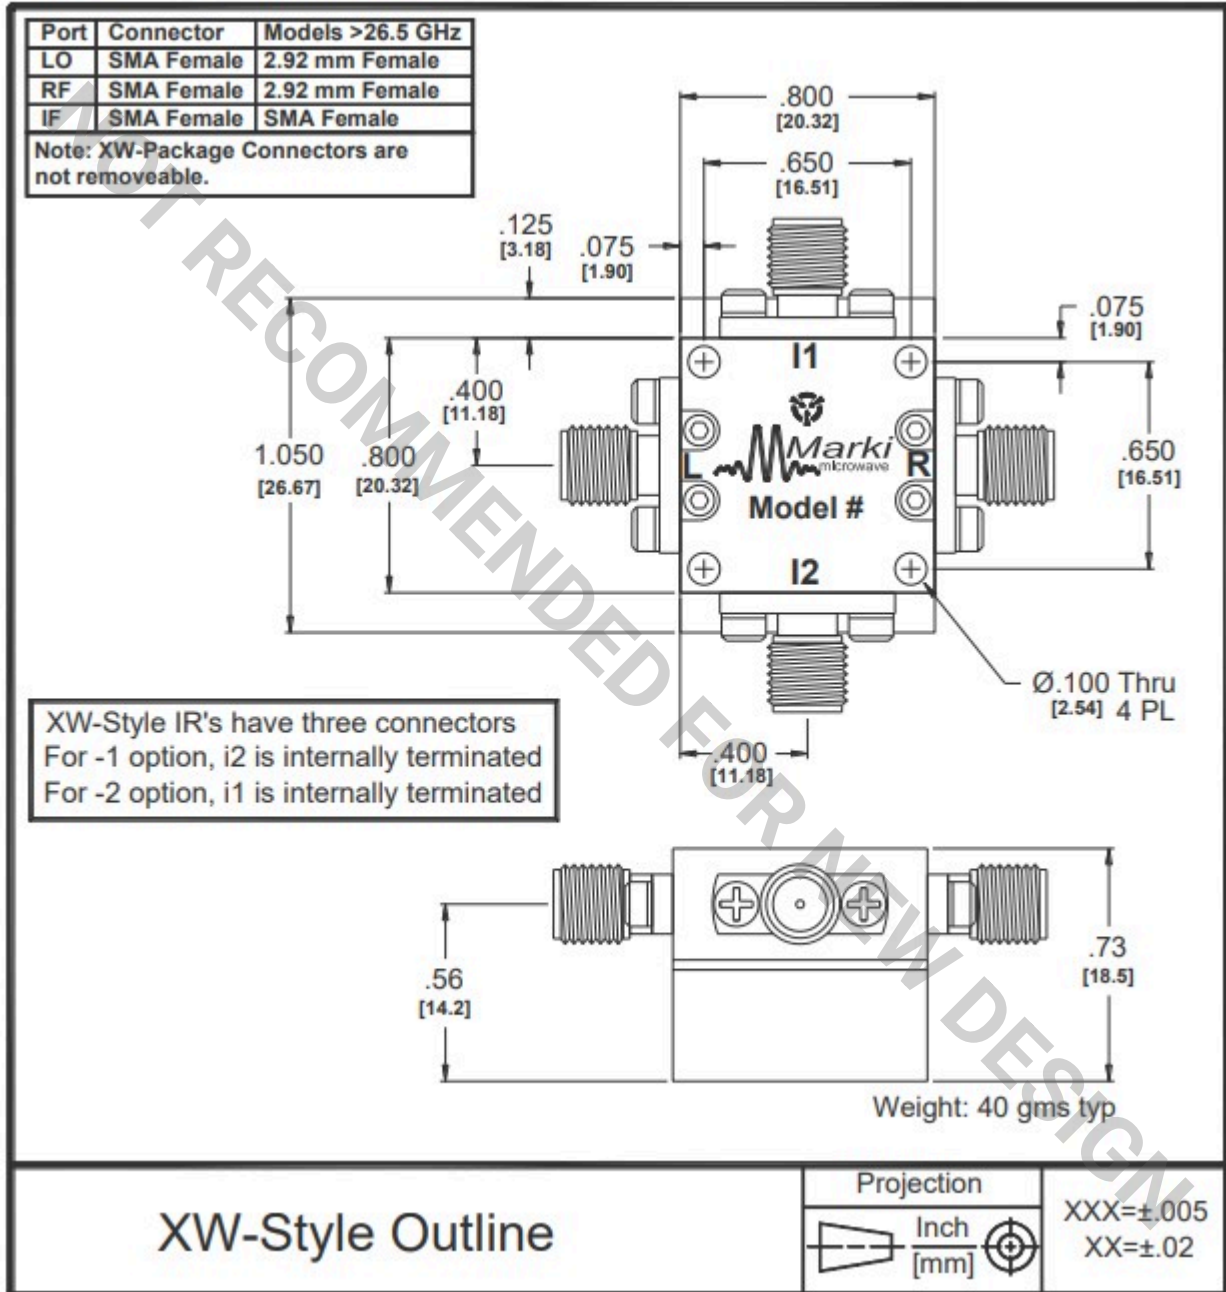 Port Connector Models >26.5 GHz
LO SMA Female 2.92 mm Female
RF SMA Female 2.92 mm Female
IF SMA Female SMA Female
Note: XW-Package Connectors are
not removeable.
.800
[20.32]
.650
[16.51]
.125
[3.18]
.075
[1.90]
.075
[1.90]
.400
[11.18]
1.050
[26.67]
.800
[20.32]
.650
[16.51]
I1
L
Marki
microwave
R
Model #
I2
Ø.100 Thru
[2.54] 4 PL
.400
[11.18]
XW-Style IR's have three connectors
For -1 option, i2 is internally terminated
For -2 option, i1 is internally terminated
.56
[14.2]
.73
[18.5]
Weight: 40 gms typ
NOT RECOMMENDED FOR NEW DESIGN
XW-Style Outline
Projection
Inch
[mm]
XXX=±.005
XX=±.02